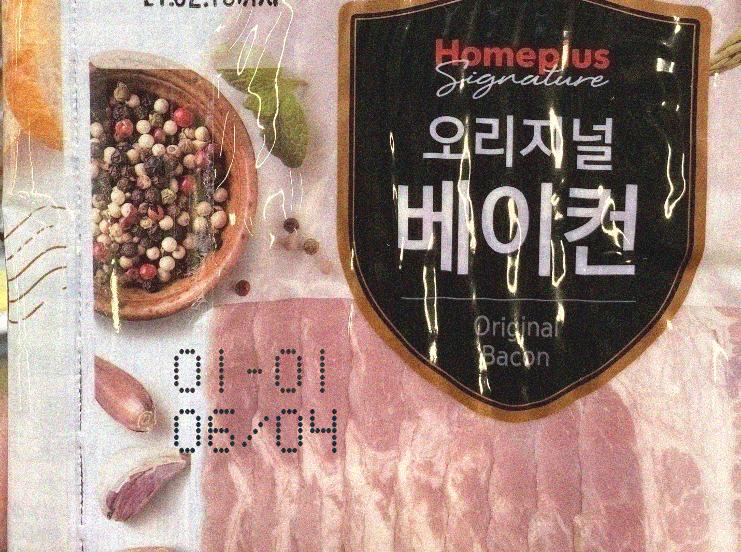 Homeplus
Signature
오리지널
베이컨
Original
Bacon
01-01
06/04